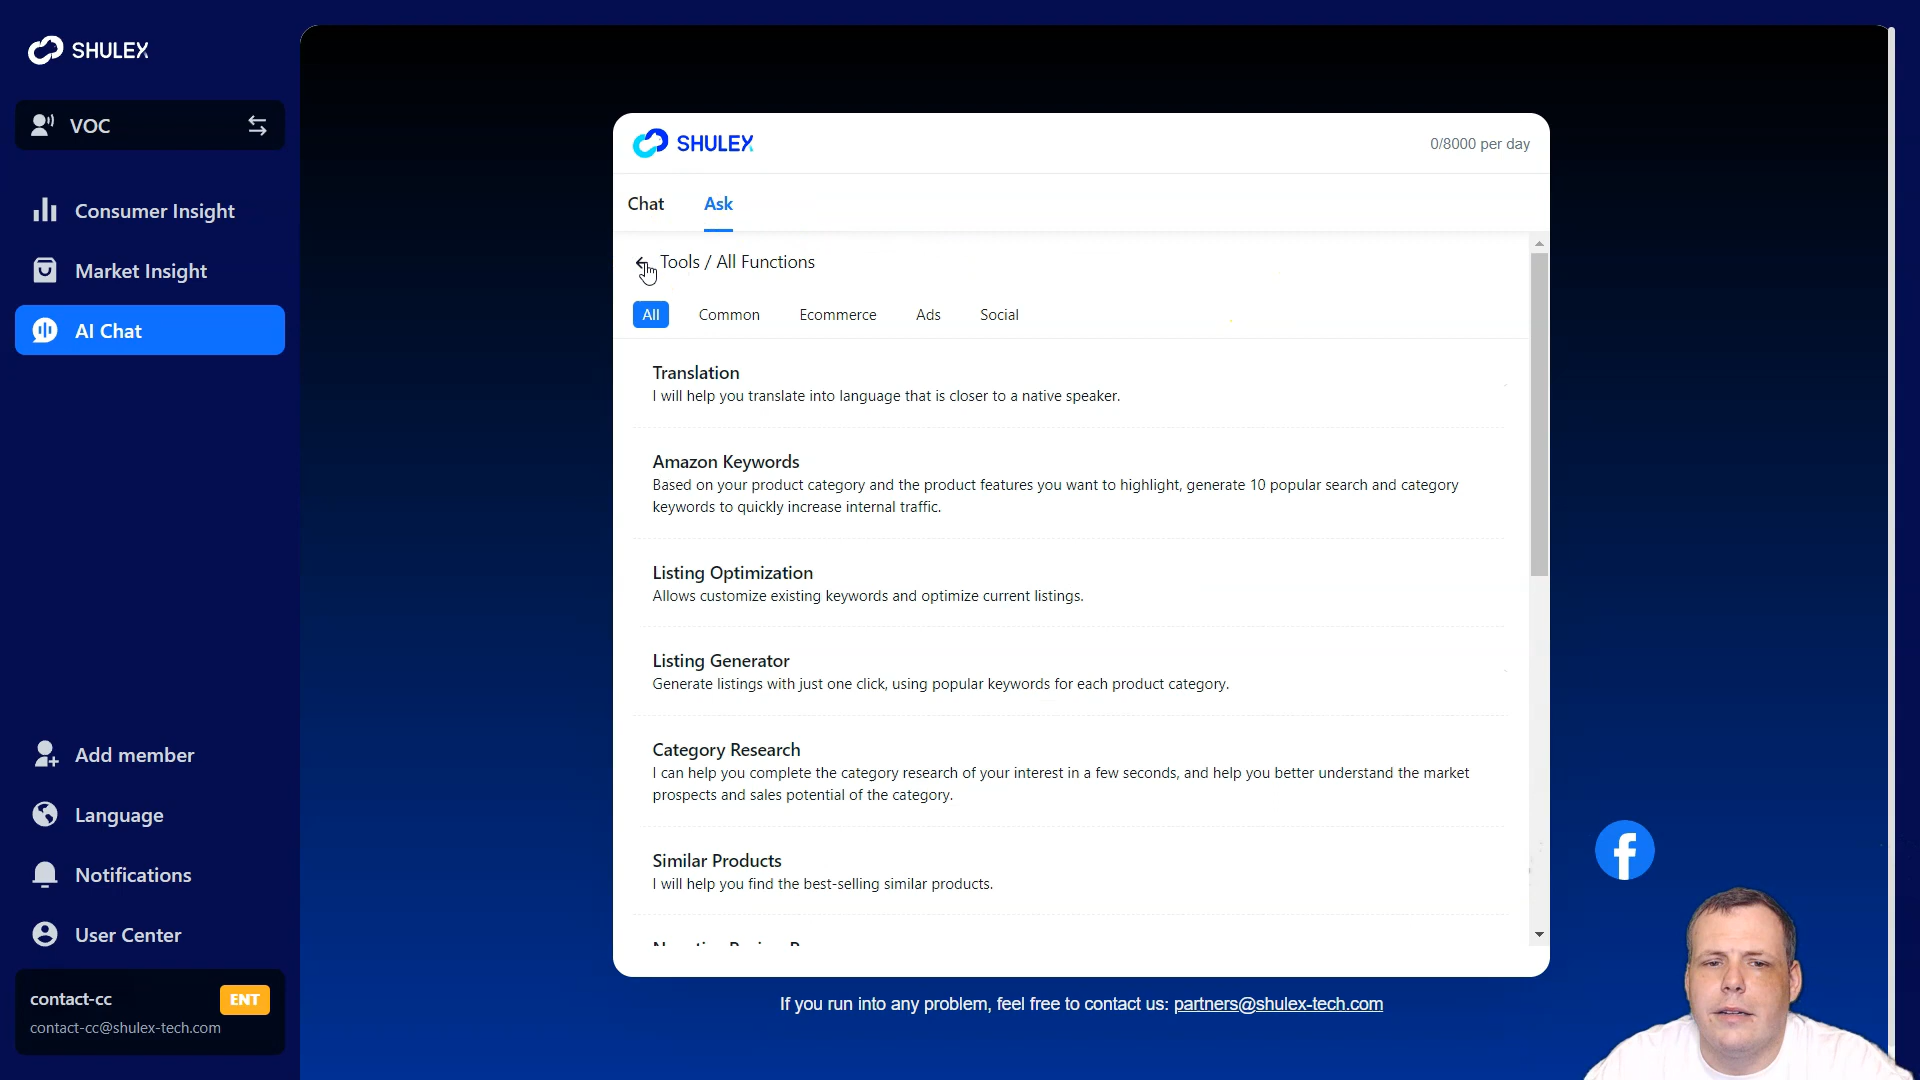 SHULEX
VOC
Consumer Insight
Market Insight
AI Chat
Add member
Language
Notifications
User Center
contact-cc
ENT
contact-cc@shulex-tech.com
SHULEX
0/8000 per day
Chat
Ask
Tools / All Functions
All
Common
Ecommerce
Ads
Social
Translation
I will help you translate into language that is closer to a native speaker.
Amazon Keywords
Based on your product category and the product features you want to highlight, generate 10 popular search and category
keywords to quickly increase internal traffic.
Listing Optimization
Allows customize existing keywords and optimize current listings.
Listing Generator
Generate listings with just one click, using popular keywords for each product category.
Category Research
I can help you complete the category research of your interest in a few seconds, and help you better understand the market
prospects and sales potential of the category.
Similar Products
I will help you find the best-selling similar products.
If you run into any problem, feel free to contact us: partners@shulex-tech.com